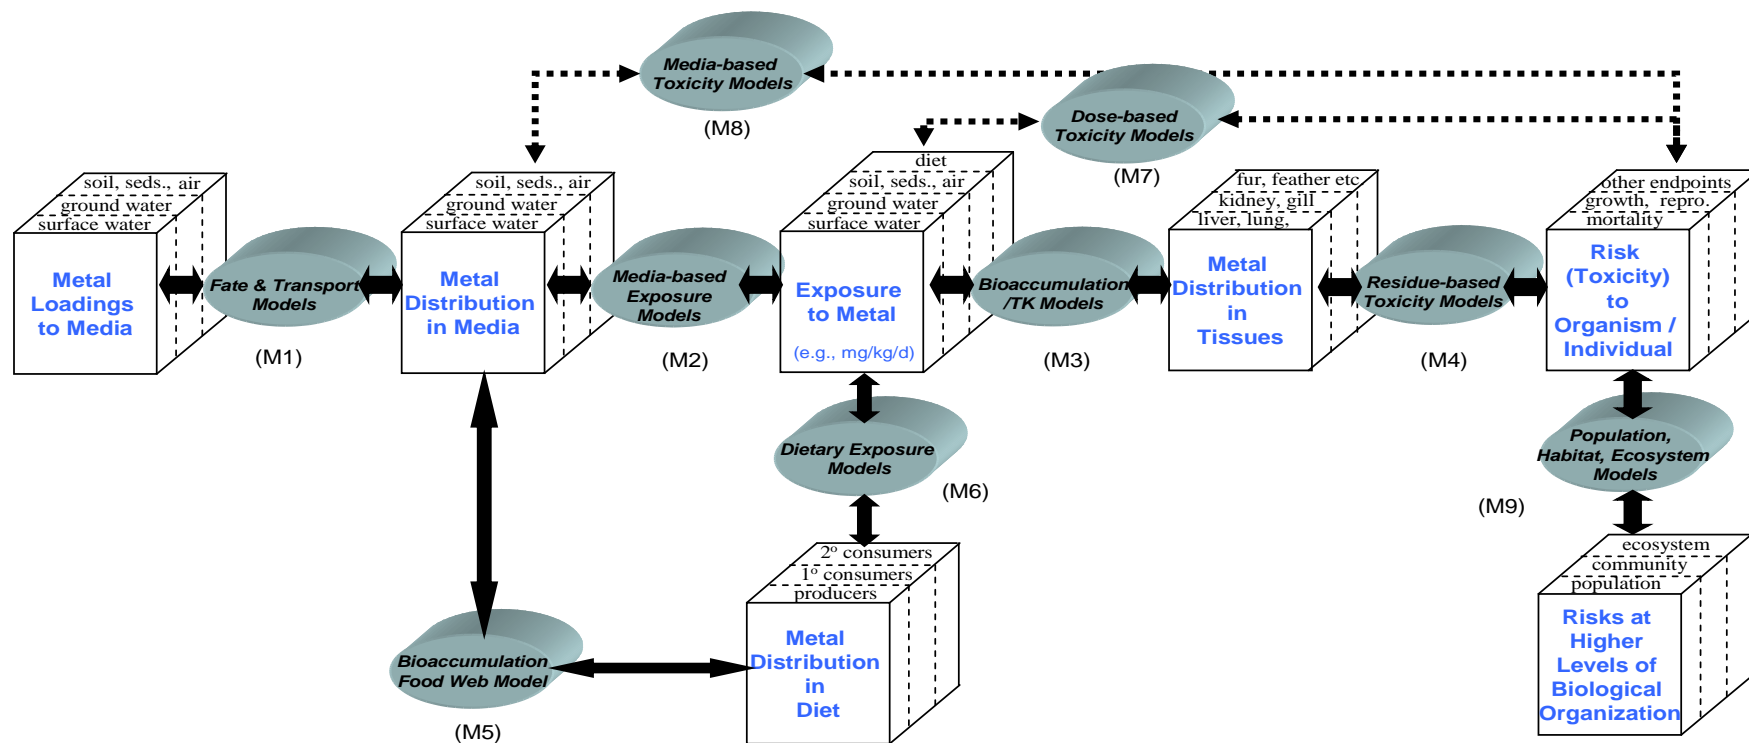 Media-based
Toxicity Models
(M8)
Dose-based
Toxicity Models
(M7)
soil, seds., air
ground water
surface water
Metal
Loadings
to Media
Fate & Transport
Models
(M1)
soil, seds., air
ground water
surface water
Metal
Distribution
in Media
Media-based
Exposure
Models
(M2)
diet
soil, seds., air
ground water
surface water
Exposure
to Metal
(e.g., mg/kg/d)
Bioaccumulation
/TK Models
(M3)
fur, feather etc
kidney, gill
liver, lung,
Metal
Distribution
in
Tissues
Residue-based
Toxicity Models
(M4)
other endpoints
growth, repro.
mortality
Risk
(Toxicity)
to
Organism /
Individual
Dietary Exposure
Models
(M6)
Population,
Habitat, Ecosystem
Models
(M9)
Bioaccumulation
Food Web Model
(M5)
2o consumers
1o consumers
producers
Metal
Distribution
in
Diet
ecosystem
community
population
Risks at
Higher
Levels of
Biological
Organization